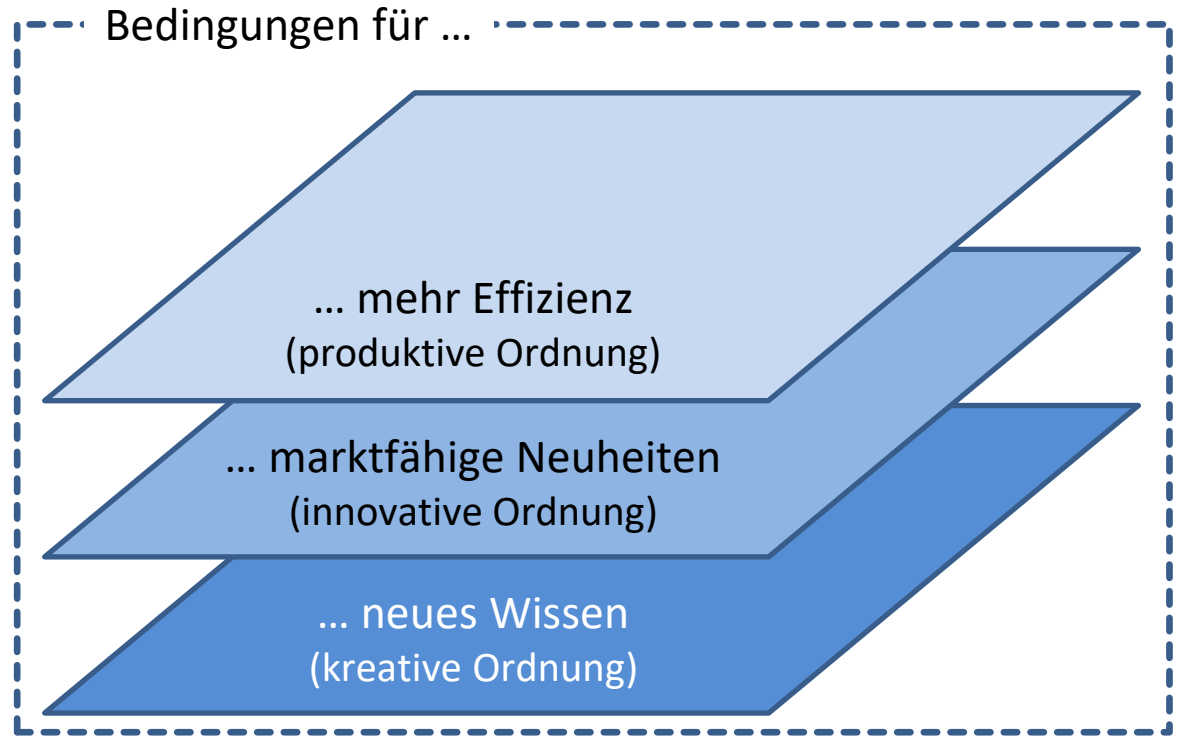 Bedingungen für …
… mehr Effizienz
(produktive Ordnung)
… marktfähige Neuheiten
(innovative Ordnung)
… neues Wissen
(kreative Ordnung)